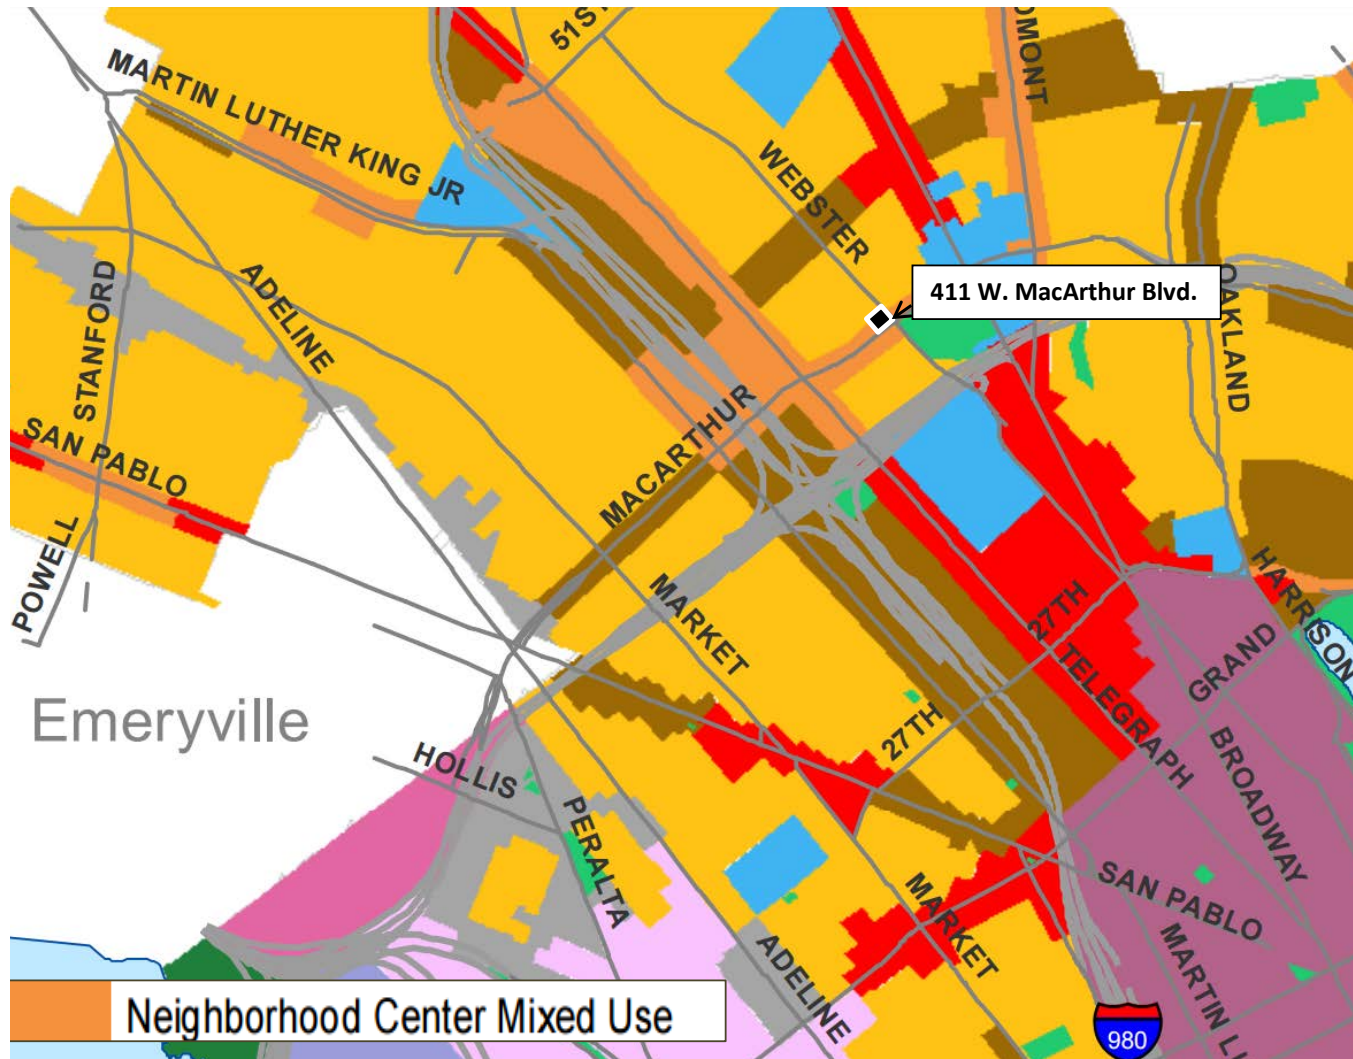 51ST
DMONT
MARTIN LUTHER KING JR
WEBSTER
411 W. MacArthur Blvd.
OAKLAND
STANFORD
ADELINE
SAN PABLO
MACARTHUR
POWELL
MARKET
27TH
HARRISON
TELEGRAPH
GRAND
Emeryville
27TH
BROADWAY
HOLLIS
PERALTA
MARKET
SAN PABLO
ADELINE
MARTIN L
Neighborhood Center Mixed Use
980